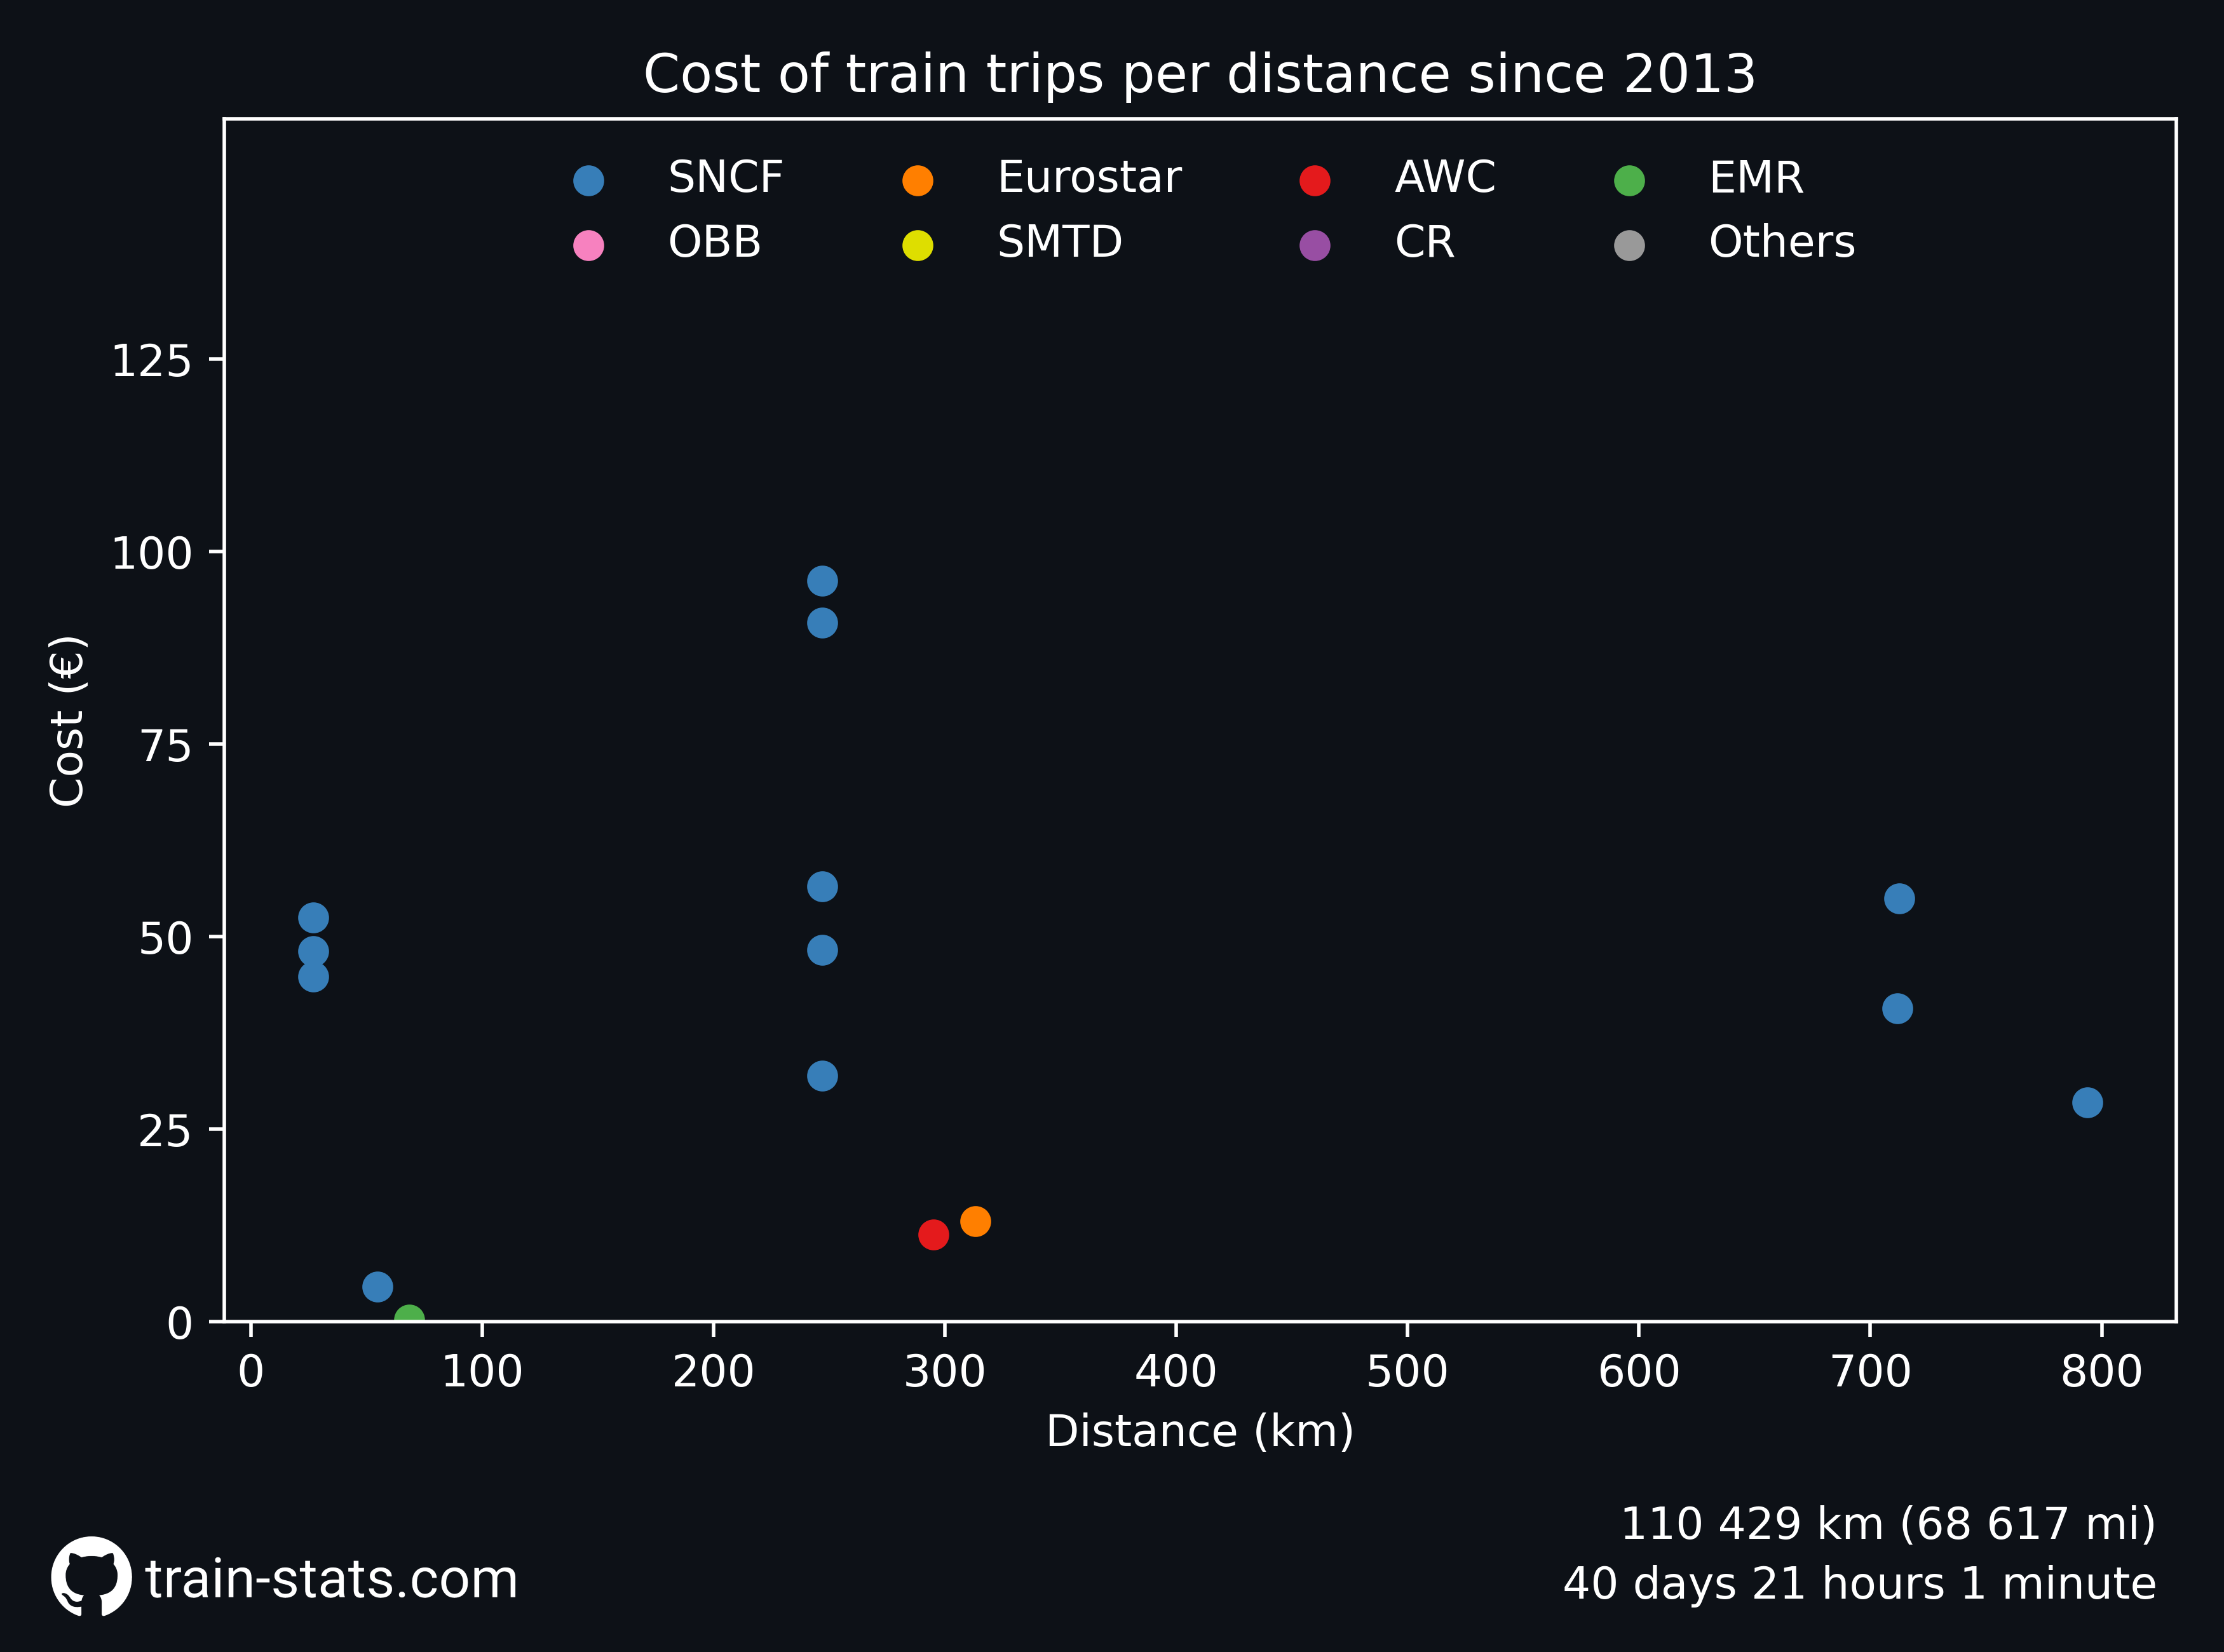 Cost of train trips per distance since 2013
SNCF Eurostar AWC EMR
OBB SMTD CR Others
125
100
75
50
25
0
Cost (€)
0 100 200 300 400 500 600 700 800
Distance (km)
110 429 km (68 617 mi)
40 days 21 hours 1 minute
train-stats.com